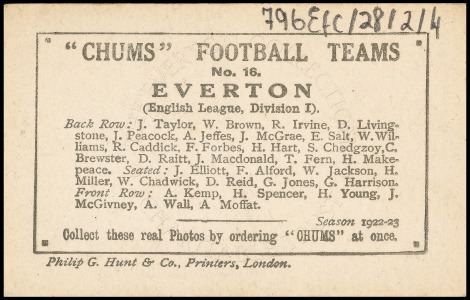 796EFC/28/2/4
"CHUMS" FOOTBALL TEAMS
No. 16.
EVERTON
(English League, Division I).
Back Row: J. Taylor, W. Brown, R. Irvine, D. Living-
stone, J. Peacock, A. Jeffes, J. McGrae, E. Salt, W. Wil-
liams, R. Caddick, F. Forbes, H. Hart, S. Chedgzoy, C.
Brewster, D. Raitt, J. Macdonald, T. Fern, H. Make-
peace. Seated: J. Elliott, F. Alford, W. Jackson, H.
Miller, W. Chadwick, D. Reid, G. Jones, G. Harrison.
Front Row: A. Kemp, H. Spencer, H. Young, J.
McGivney, A. Wall, A Moffat.
Season 1922-23
Collect these real Photos by ordering "CHUMS" at once.
Philip G. Hunt & Co., Printers, London.